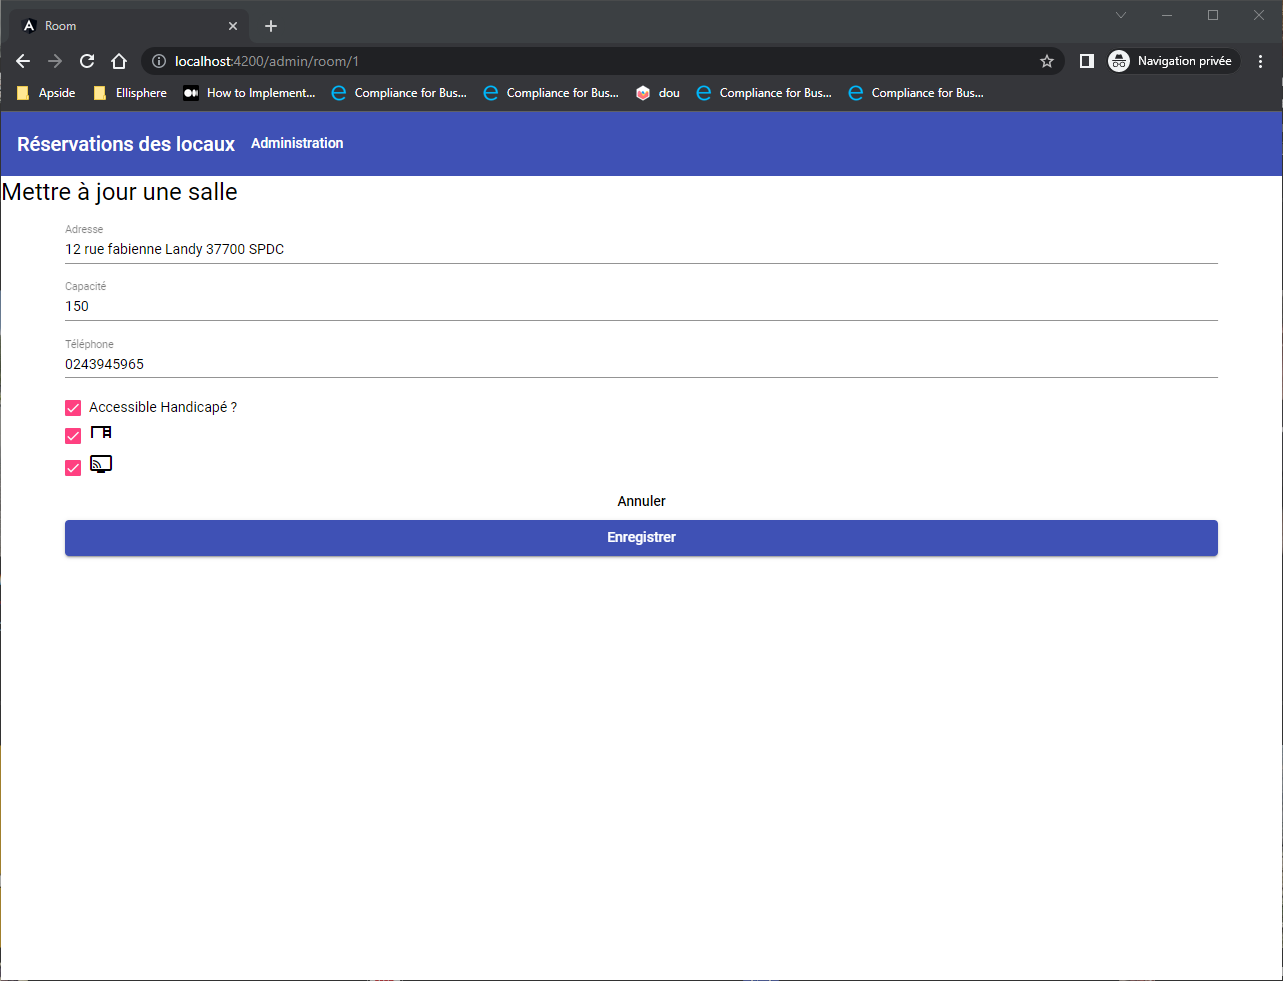 Room
localhost:4200/admin/room/1
Navigation privée
Apside
Ellisphere
How to Implement...
Compliance for Bus...
Compliance for Bus...
dou
Compliance for Bus...
Compliance for Bus...
Réservations des locaux
Administration
Mettre à jour une salle
Adresse
12 rue fabienne Landy 37700 SPDC
Capacité
150
Téléphone
0243945965
Accessible Handicapé ?
Annuler
Enregistrer